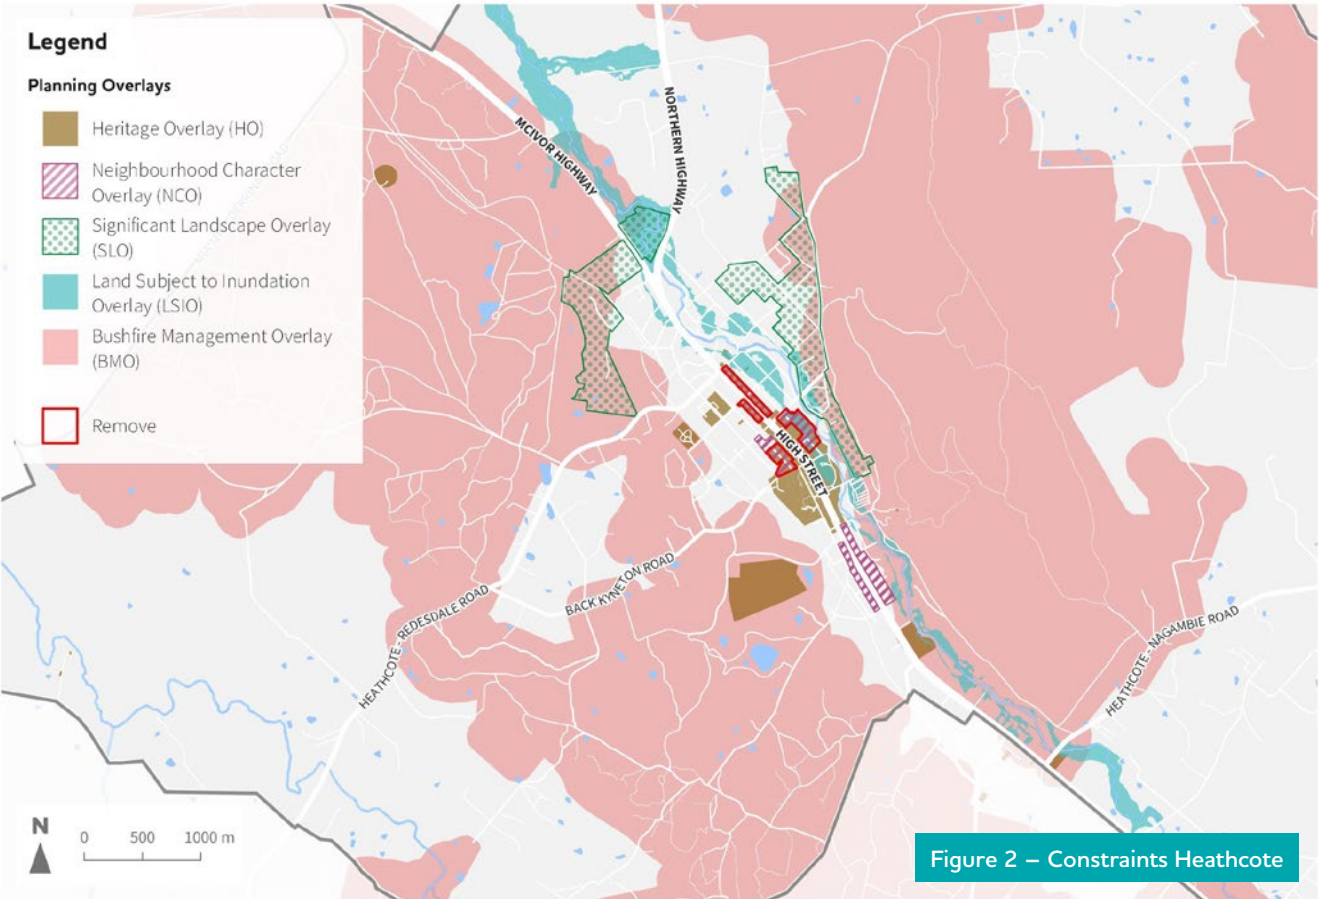 Legend
Planning Overlays
Heritage Overlay (HO)
Neighbourhood Character
Overlay (NCO)
Significant Landscape Overlay
(SLO)
Land Subject to Inundation
Overlay (LSIO)
Bushfire Management Overlay
(BMO)
Remove
MCIVOR HIGHWAY
NORTHERN HIGHWAY
HIGH STREET
BACK KYNETON ROAD
HEATHCOTE - REDESDALE ROAD
HEATHCOTE - NAGAMBIE ROAD
N
0 500 1000 m
Figure 2 – Constraints Heathcote